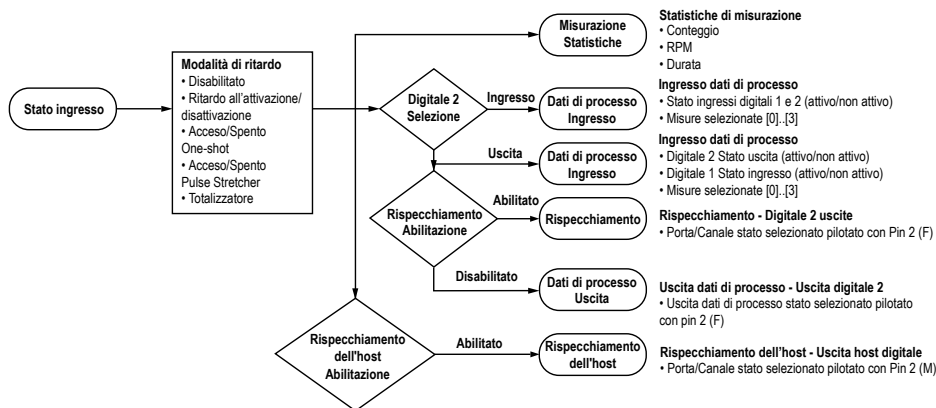 Stato ingresso
Modalità di ritardo
• Disabilitato
• Ritardo all'attivazione/
disattivazione
• Acceso/Spento
One-shot
• Acceso/Spento
Pulse Stretcher
• Totalizzatore
Misurazione
Statistiche
Statistiche di misurazione
• Conteggio
• RPM
• Durata
Digitale 2
Selezione
Ingresso
Dati di processo
Ingresso
Ingresso dati di processo
• Stato ingressi digitali 1 e 2 (attivo/non attivo)
• Misure selezionate [0]..[3]
Uscita
Dati di processo
Ingresso
Ingresso dati di processo
• Digitale 2 Stato uscita (attivo/non attivo)
• Digitale 1 Stato ingresso (attivo/non attivo)
• Misure selezionate [0]..[3]
Rispecchiamento
Abilitazione
Abilitato
Rispecchiamento
Rispecchiamento - Digitale 2 uscite
• Porta/Canale stato selezionato pilotato con Pin 2 (F)
Disabilitato
Dati di processo
Uscita
Uscita dati di processo - Uscita digitale 2
• Uscita dati di processo stato selezionato pilotato
con pin 2 (F)
Rispecchiamento
dell'host
Abilitazione
Abilitato
Rispecchiamento
dell'host
Rispecchiamento dell'host - Uscita host digitale
• Porta/Canale stato selezionato pilotato con Pin 2 (M)